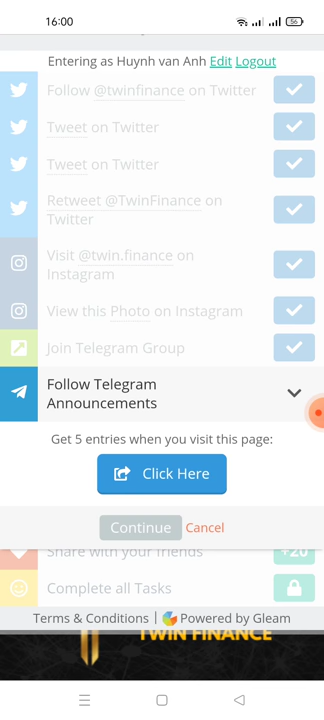 16:00
56
Entering as Huynh van Anh Edit Logout
Follow @twinfinance on Twitter
Tweet on Twitter
Tweet on Twitter
Retweet @TwinFinance on
Twitter
Visit @twin.finance on
Instagram
View this Photo on Instagram
Join Telegram Group
Follow Telegram
Announcements
Get 5 entries when you visit this page:
Click Here
Continue Cancel
Share with your friends +20
Complete all Tasks
Terms & Conditions | Powered by Gleam
TWIN FINANCE